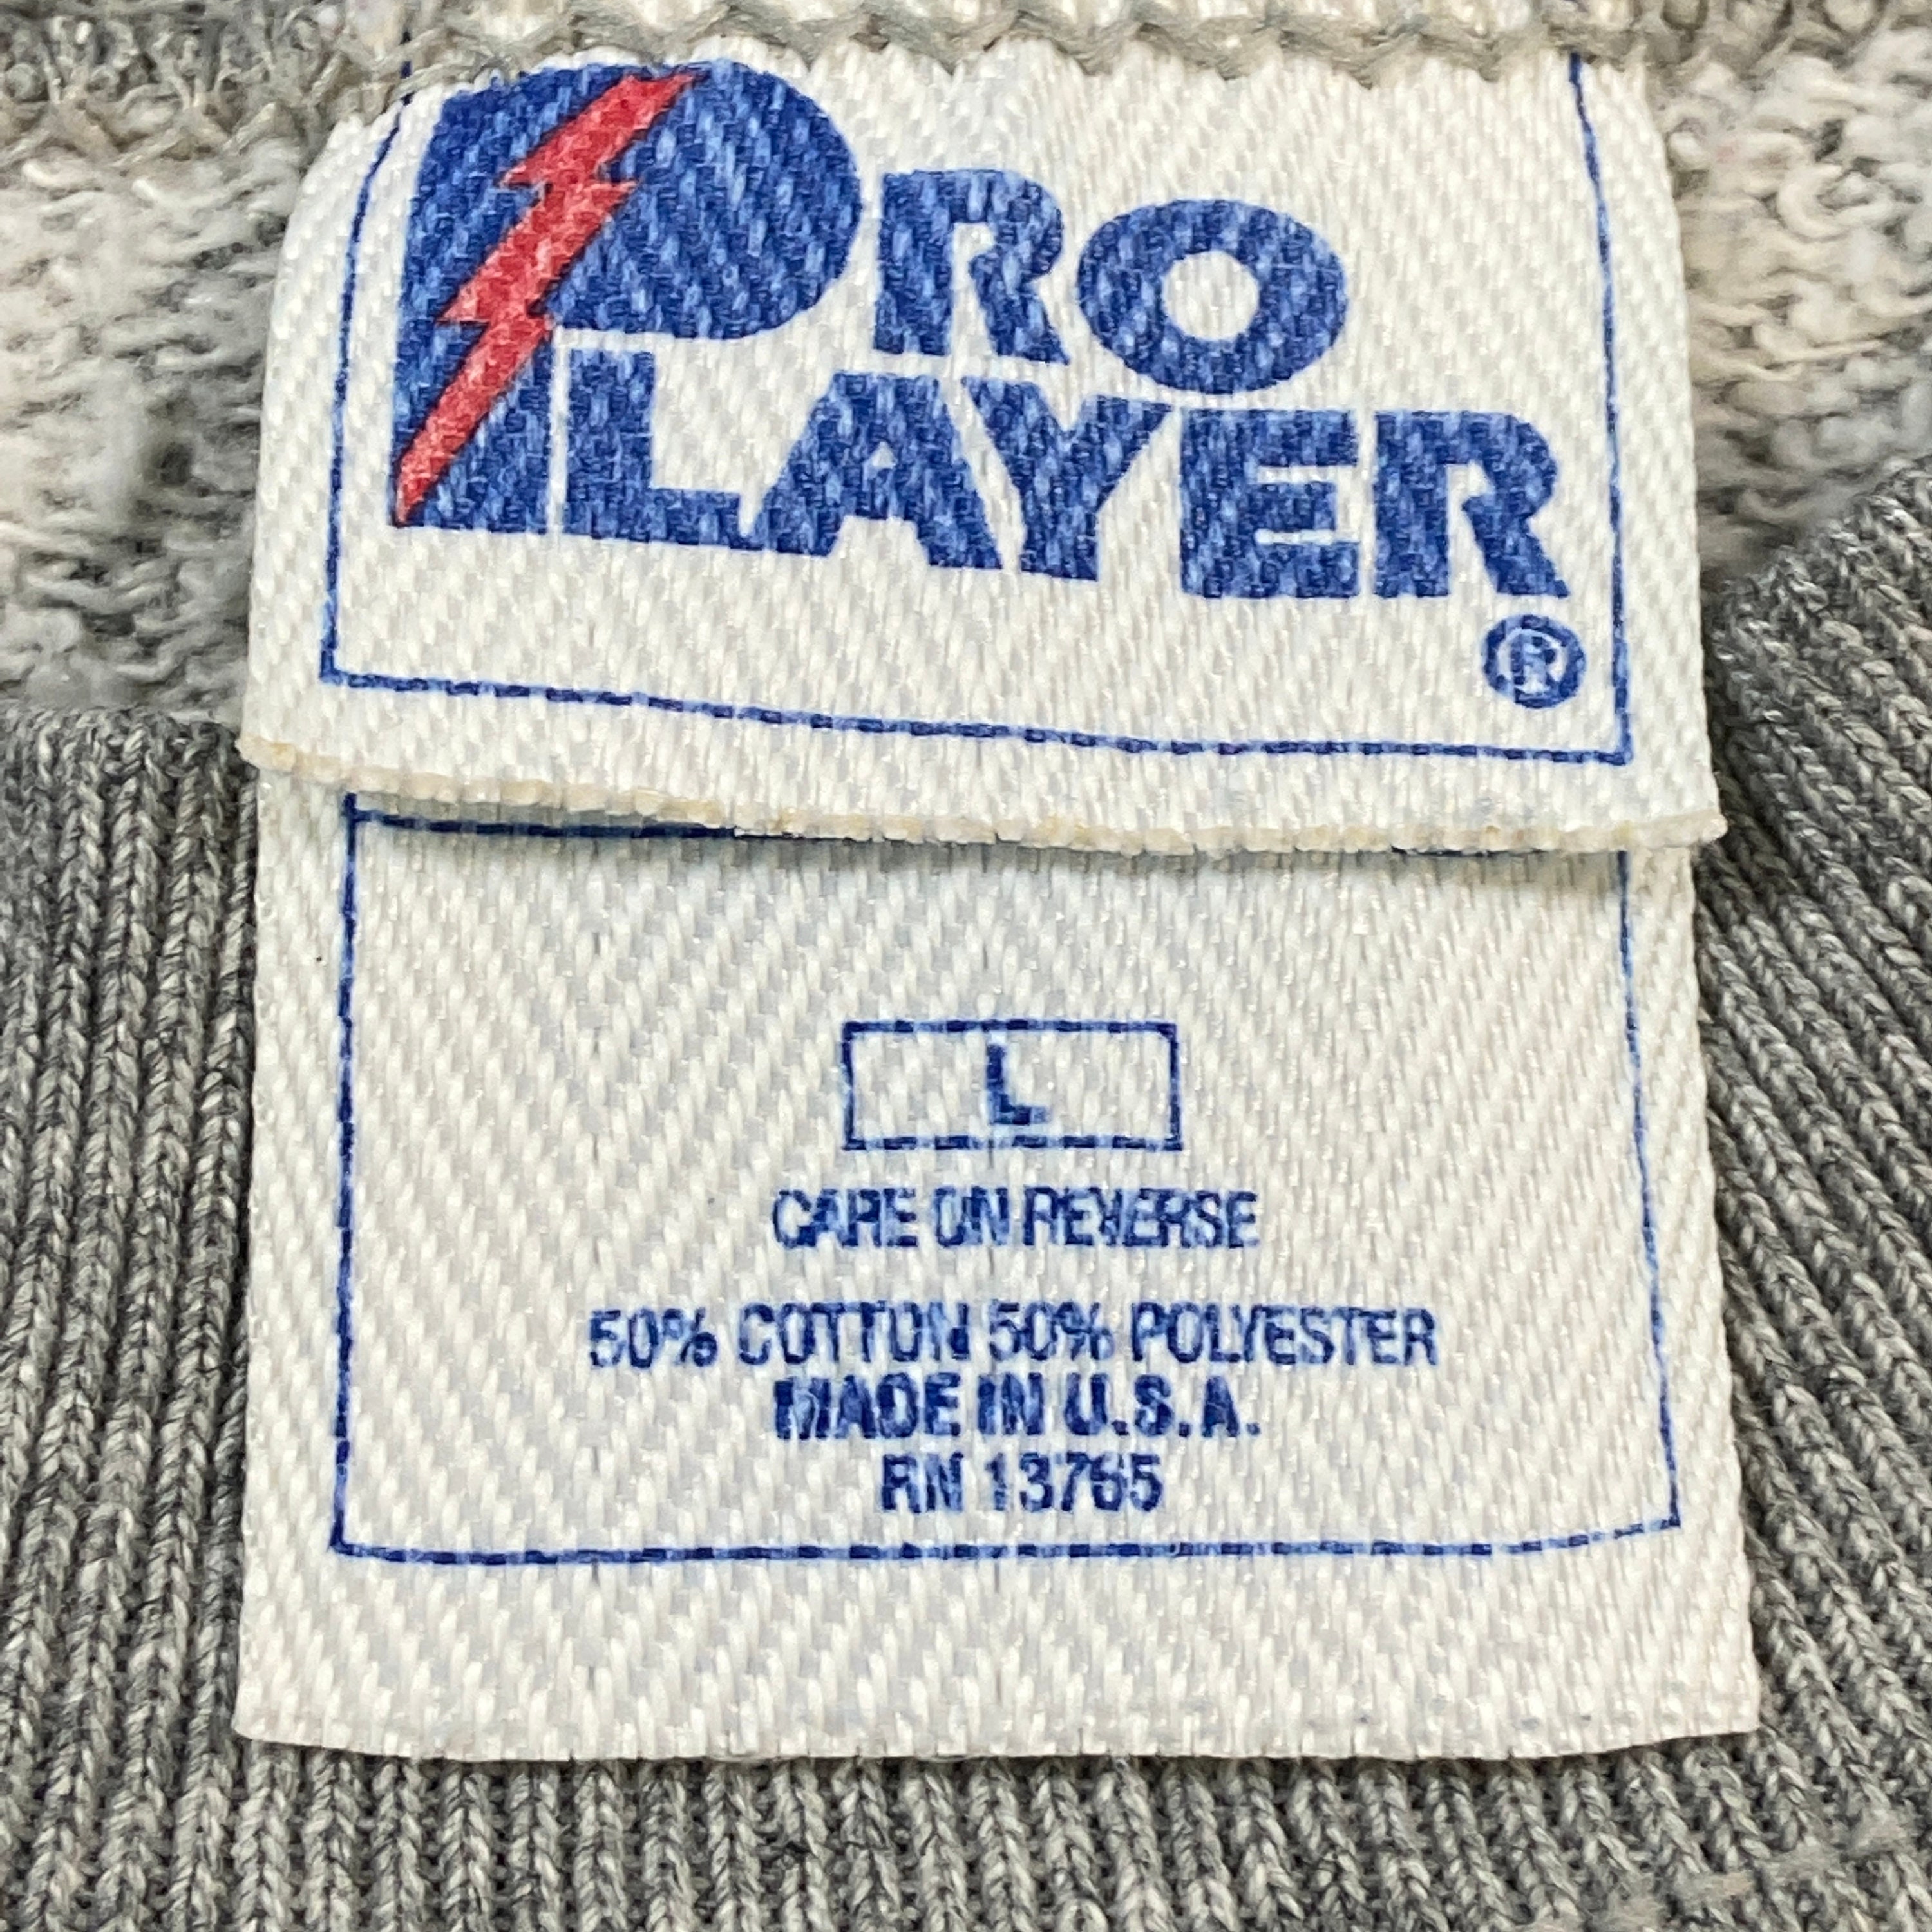 PRO
PLAYER
®
L
CARE ON REVERSE
50% COTTON 50% POLYESTER
MADE IN U.S.A.
RN 13765